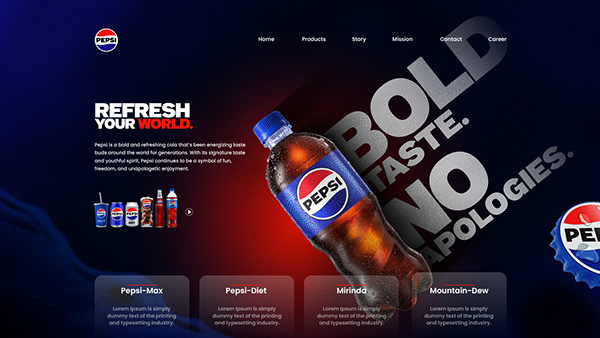 PEPSI
Home Products Story Mission Contact Career
BOLD
TASTE.
NO
APOLOGIES.
REFRESH
YOUR WORLD.
Pepsi is a bold and refreshing cola that's been energizing taste
buds around the world for generations. With its signature taste
and youthful spirit, Pepsi continues to be a symbol of fun,
freedom, and unapologetic enjoyment.
PEPSI
Pepsi-Max
Lorem Ipsum is simply
dummy text of the printing
and typesetting industry.
Pepsi-Diet
Lorem Ipsum is simply
dummy text of the printing
and typesetting industry.
Mirinda
Lorem Ipsum is simply
dummy text of the printing
and typesetting industry.
Mountain-Dew
Lorem Ipsum is simply
dummy text of the printing
and typesetting industry.